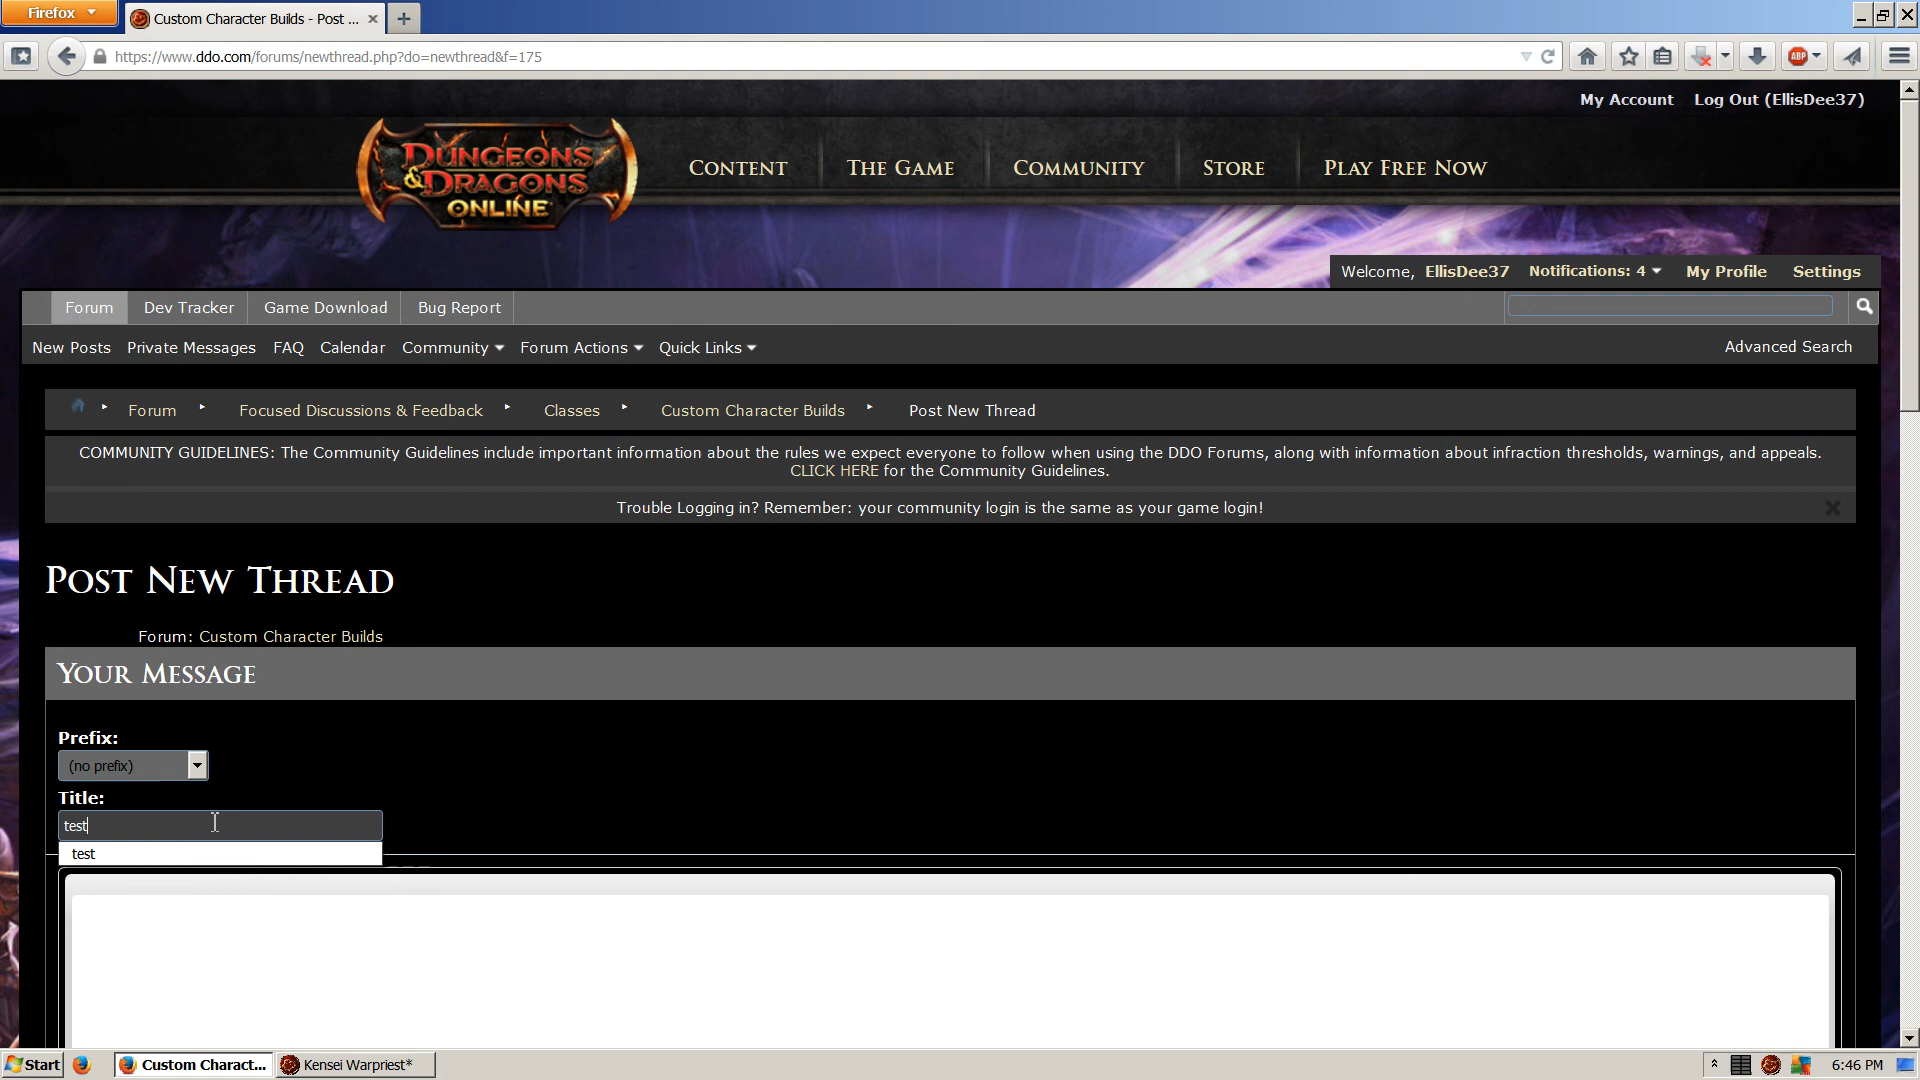 Firefox
Custom Character Builds - Post ...
https://www.ddo.com/forums/newthread.php?do=newthread&f=175
ABP
My Account Log Out (EllisDee37)
DUNGEONS & DRAGONS ONLINE
CONTENT THE GAME COMMUNITY STORE PLAY FREE NOW
Welcome, EllisDee37 Notifications: 4 My Profile Settings
Forum Dev Tracker Game Download Bug Report
New Posts Private Messages FAQ Calendar Community Forum Actions Quick Links Advanced Search
Forum Focused Discussions & Feedback Classes Custom Character Builds Post New Thread
COMMUNITY GUIDELINES: The Community Guidelines include important information about the rules we expect everyone to follow when using the DDO Forums, along with information about infraction thresholds, warnings, and appeals.
CLICK HERE for the Community Guidelines.
Trouble Logging in? Remember: your community login is the same as your game login!
POST NEW THREAD
Forum: Custom Character Builds
YOUR MESSAGE
Prefix:
(no prefix)
Title:
test
test
Start Custom Charact... Kensei Warpriest* 6:46 PM